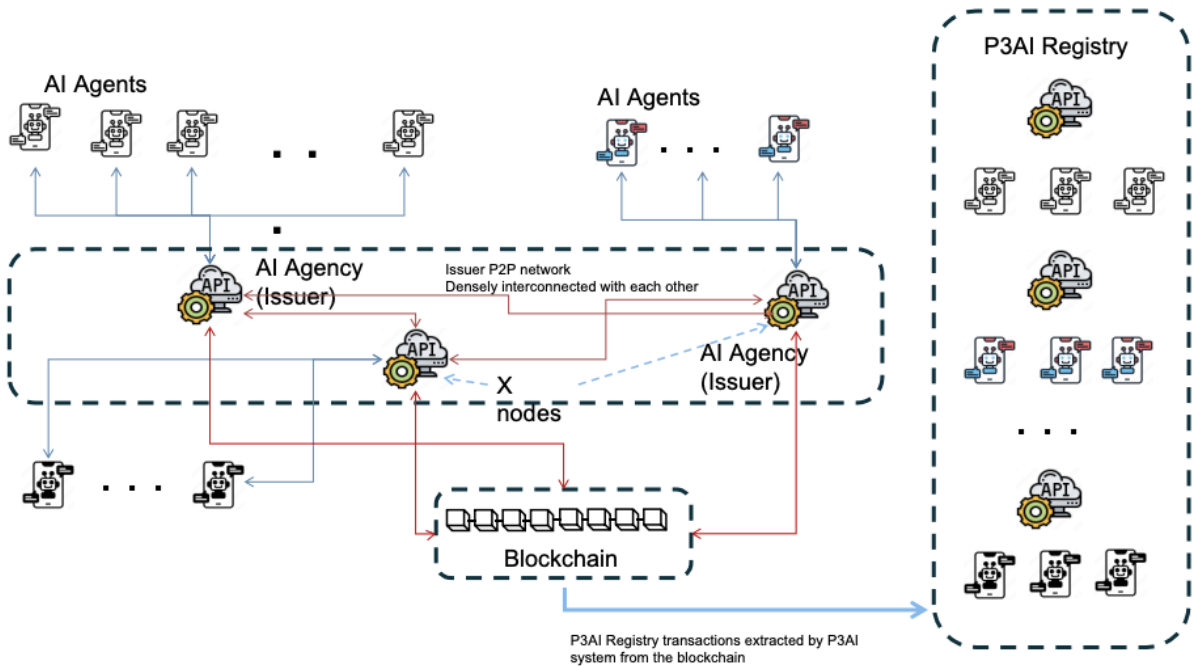 P3AI Registry
API
AI Agents
AI Agents
API
Issuer P2P network
Densely interconnected with each other
AI Agency
(Issuer)
API
API
API
API
AI Agency
(Issuer)
X
nodes
API
Blockchain
P3AI Registry transactions extracted by P3AI
system from the blockchain